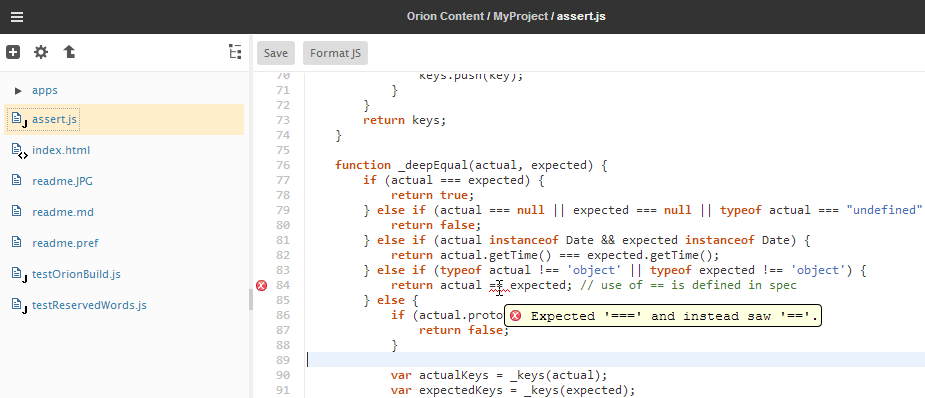 Orion Content / MyProject / assert.js
Save
Format JS
apps
assert.js
index.html
readme.JPG
readme.md
readme.pref
testOrionBuild.js
testReservedWords.js
70 keys.push(key);
71 }
72 }
73 return keys;
74 }
75
76 function _deepEqual(actual, expected) {
77 if (actual === expected) {
78 return true;
79 } else if (actual === null || expected === null || typeof actual === "undefined"
80 return false;
81 } else if (actual instanceof Date && expected instanceof Date) {
82 return actual.getTime() === expected.getTime();
83 } else if (typeof actual !== 'object' || typeof expected !== 'object') {
84 return actual == expected; // use of == is defined in spec
85 } else {
86 if (actual.proto
Expected '===' and instead saw '=='.
87 return false;
88 }
89
90 var actualKeys = _keys(actual);
91 var expectedKeys = _keys(expected);